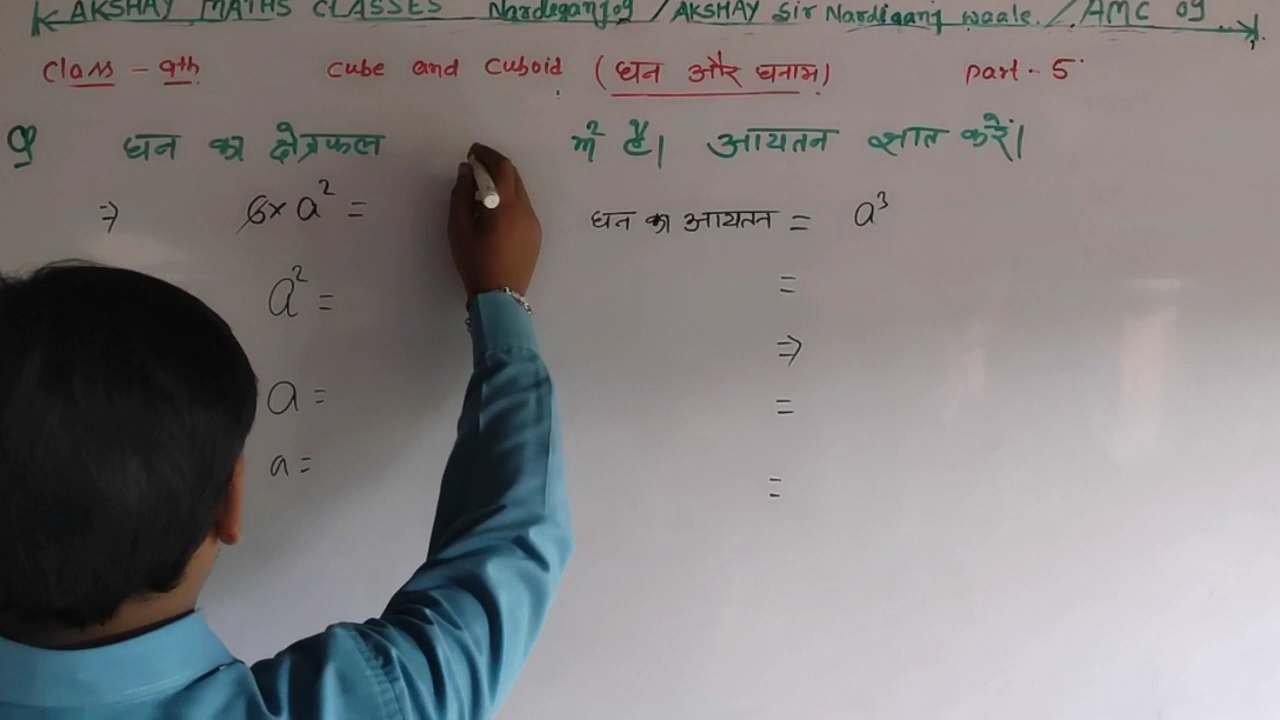 AKSHAY MATHS CLASSES Nardiganj 09 / AKSHAY Sir Nardiganj waale. / AMC 09
Class - 9th cube and cuboid (घन और घनाभ) part - 5
Q घन का क्षेत्रफल मी² है। आयतन ज्ञात करें।
⇒ 6 × a² = घन का आयतन = a³
a² = =
⇒
a = =
a = =